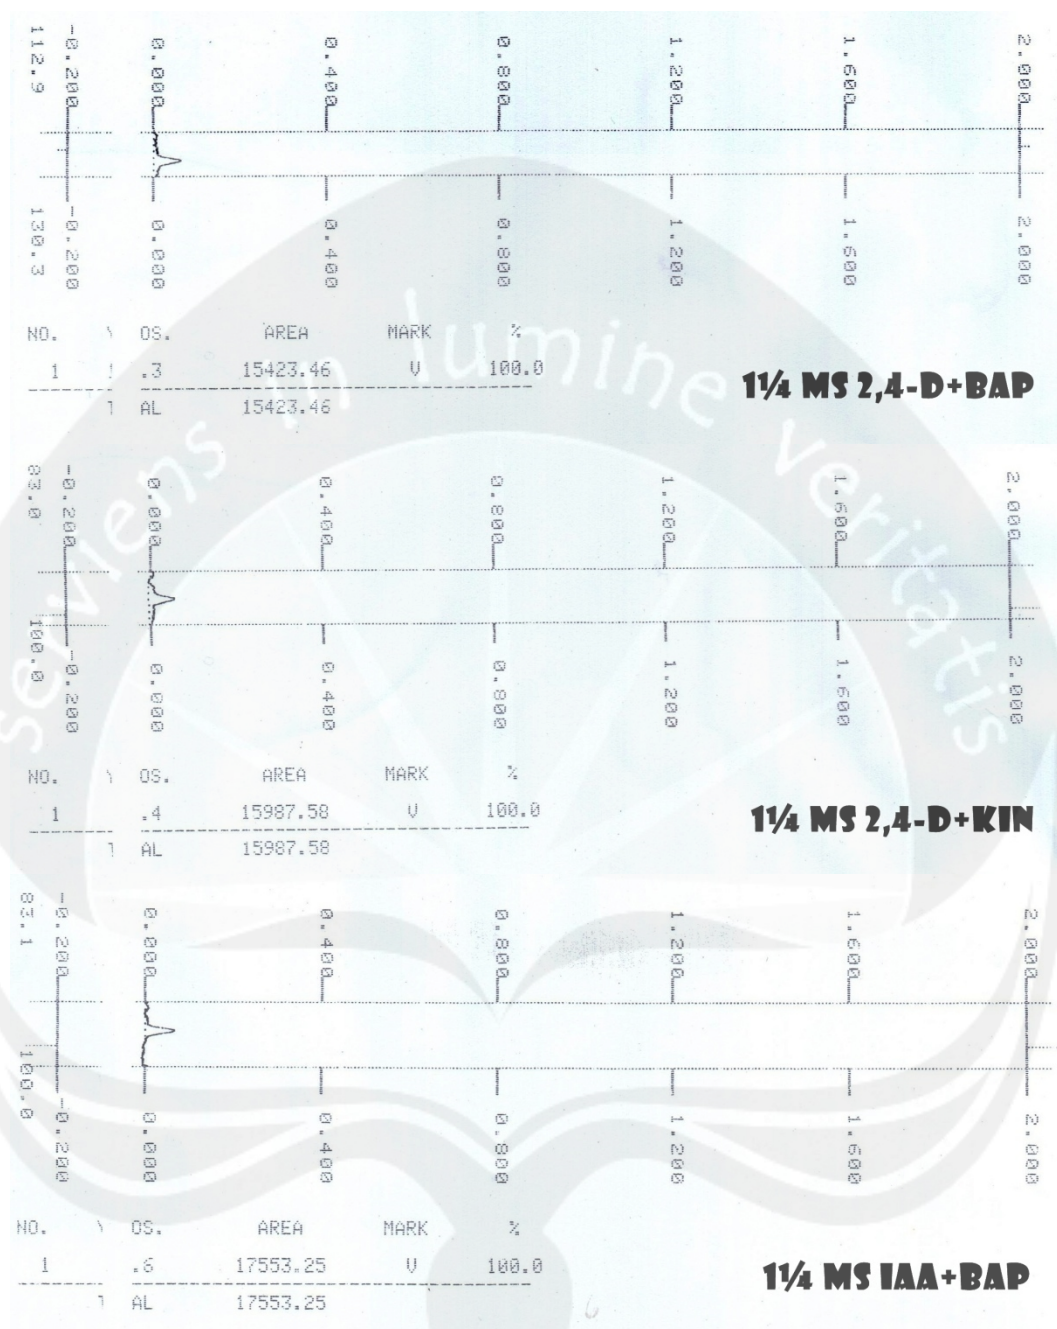 -0.200 0.000 0.400 0.800 1.200 1.600 2.000
112.9
130.3
-0.200 0.000 0.400 0.800 1.200 1.600 2.000
NO. OS. AREA MARK %
1 .3 15423.46 V 100.0
AL 15423.46
1¼ MS 2,4-D+BAP
-0.200 0.000 0.400 0.800 1.200 1.600 2.000
83.0
100.0
-0.200 0.000 0.400 0.800 1.200 1.600 2.000
NO. OS. AREA MARK %
1 .4 15987.58 V 100.0
AL 15987.58
1¼ MS 2,4-D+KIN
-0.200 0.000 0.400 0.800 1.200 1.600 2.000
83.1
100.0
-0.200 0.000 0.400 0.800 1.200 1.600 2.000
NO. OS. AREA MARK %
1 .6 17553.25 V 100.0
AL 17553.25
1¼ MS IAA+BAP
serviens in lumine veritatis